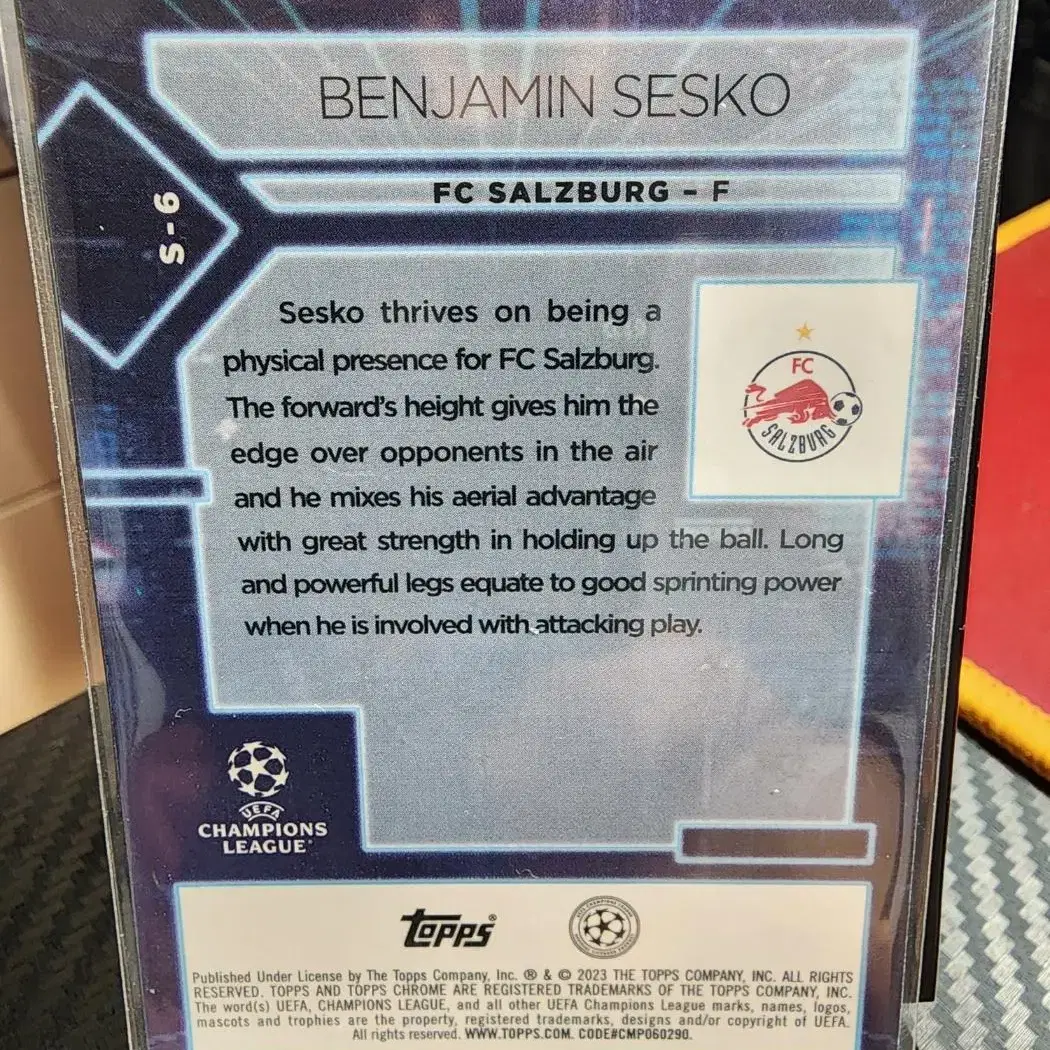 BENJAMIN SESKO
FC SALZBURG - F
S-6
Sesko thrives on being a
physical presence for FC Salzburg.
The forward's height gives him the
edge over opponents in the air
and he mixes his aerial advantage
with great strength in holding up the ball. Long
and powerful legs equate to good sprinting power
when he is involved with attacking play.
FC
SALZBURG
UEFA
CHAMPIONS
LEAGUE®
Topps®
Published Under License by The Topps Company, Inc. ® & © 2023 THE TOPPS COMPANY, INC. ALL RIGHTS
RESERVED. TOPPS AND TOPPS CHROME ARE REGISTERED TRADEMARKS OF THE TOPPS COMPANY, INC.
The word(s) UEFA, CHAMPIONS LEAGUE, and all other UEFA Champions League marks, names, logos,
mascots and trophies are the property, registered trademarks, designs and/or copyright of UEFA.
All rights reserved. WWW.TOPPS.COM. CODE#CMP060290.